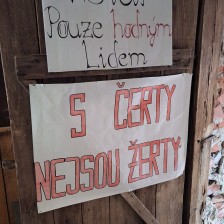 Pouze hodným
Lidem
S ČERTY
NEJSOU ŽERTY